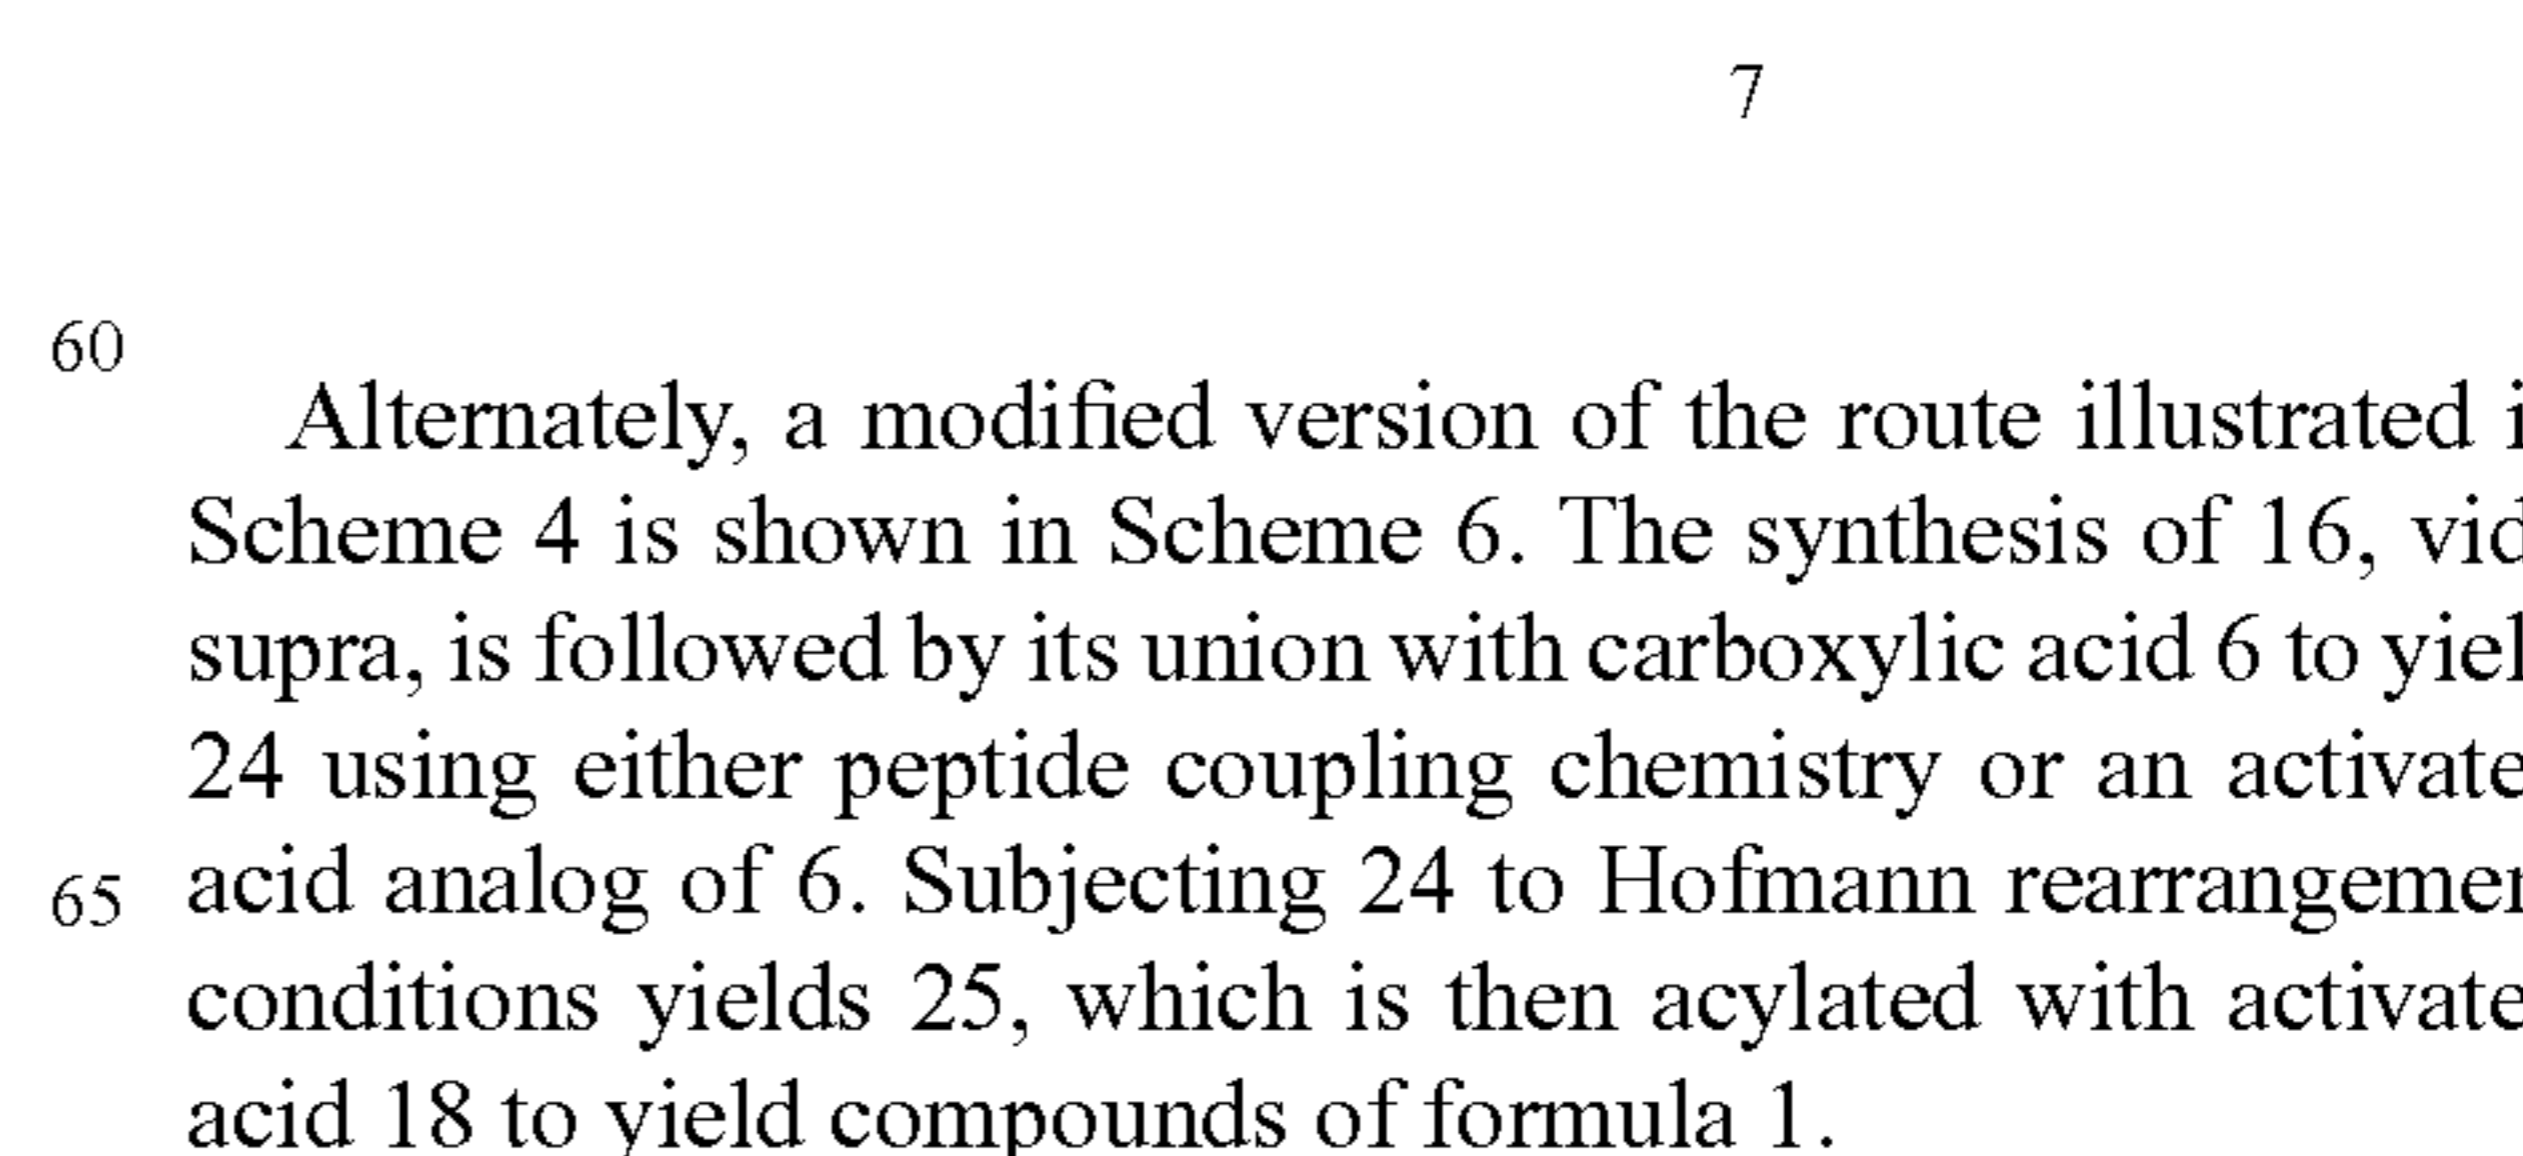 7
60
Alternately, a modified version of the route illustrated
Scheme 4 is shown in Scheme 6. The synthesis of 16,
supra, is followed by its union with carboxylic acid 6 to
24 using either peptide coupling chemistry or an
65 acid analog of 6. Subjecting 24 to Hofmann
conditions yields 25, which is then acylated with
acid 18 to yield compounds of formula 1.